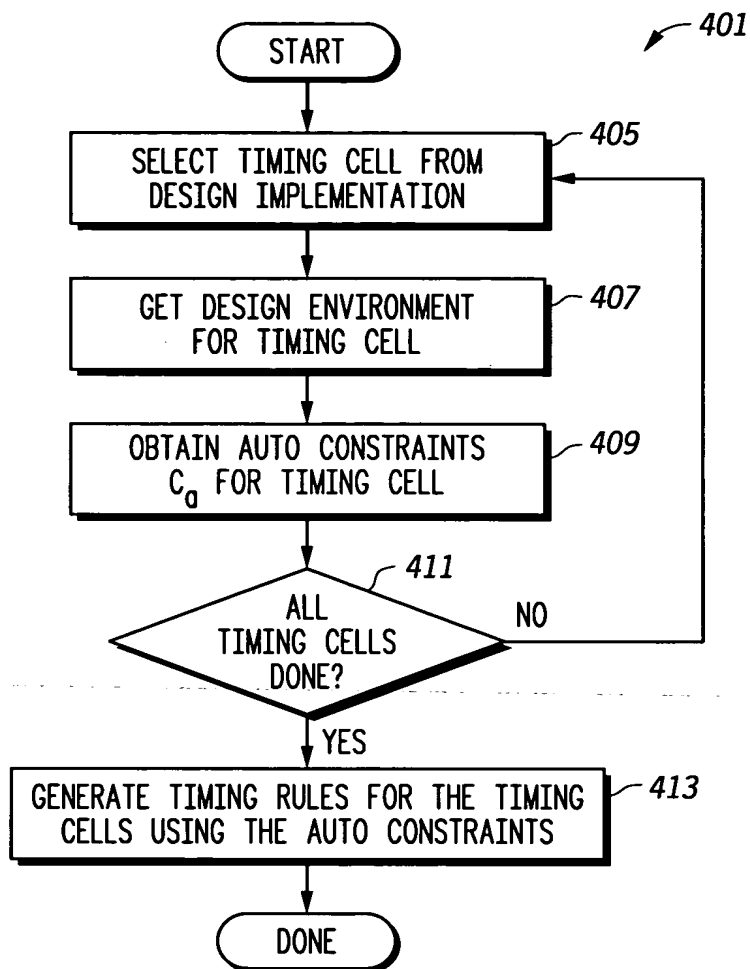 401
START
405
SELECT TIMING CELL FROM
DESIGN IMPLEMENTATION
407
GET DESIGN ENVIRONMENT
FOR TIMING CELL
409
OBTAIN AUTO CONSTRAINTS
Ca FOR TIMING CELL
411
ALL
TIMING CELLS
DONE?
NO
YES
413
GENERATE TIMING RULES FOR THE TIMING
CELLS USING THE AUTO CONSTRAINTS
DONE